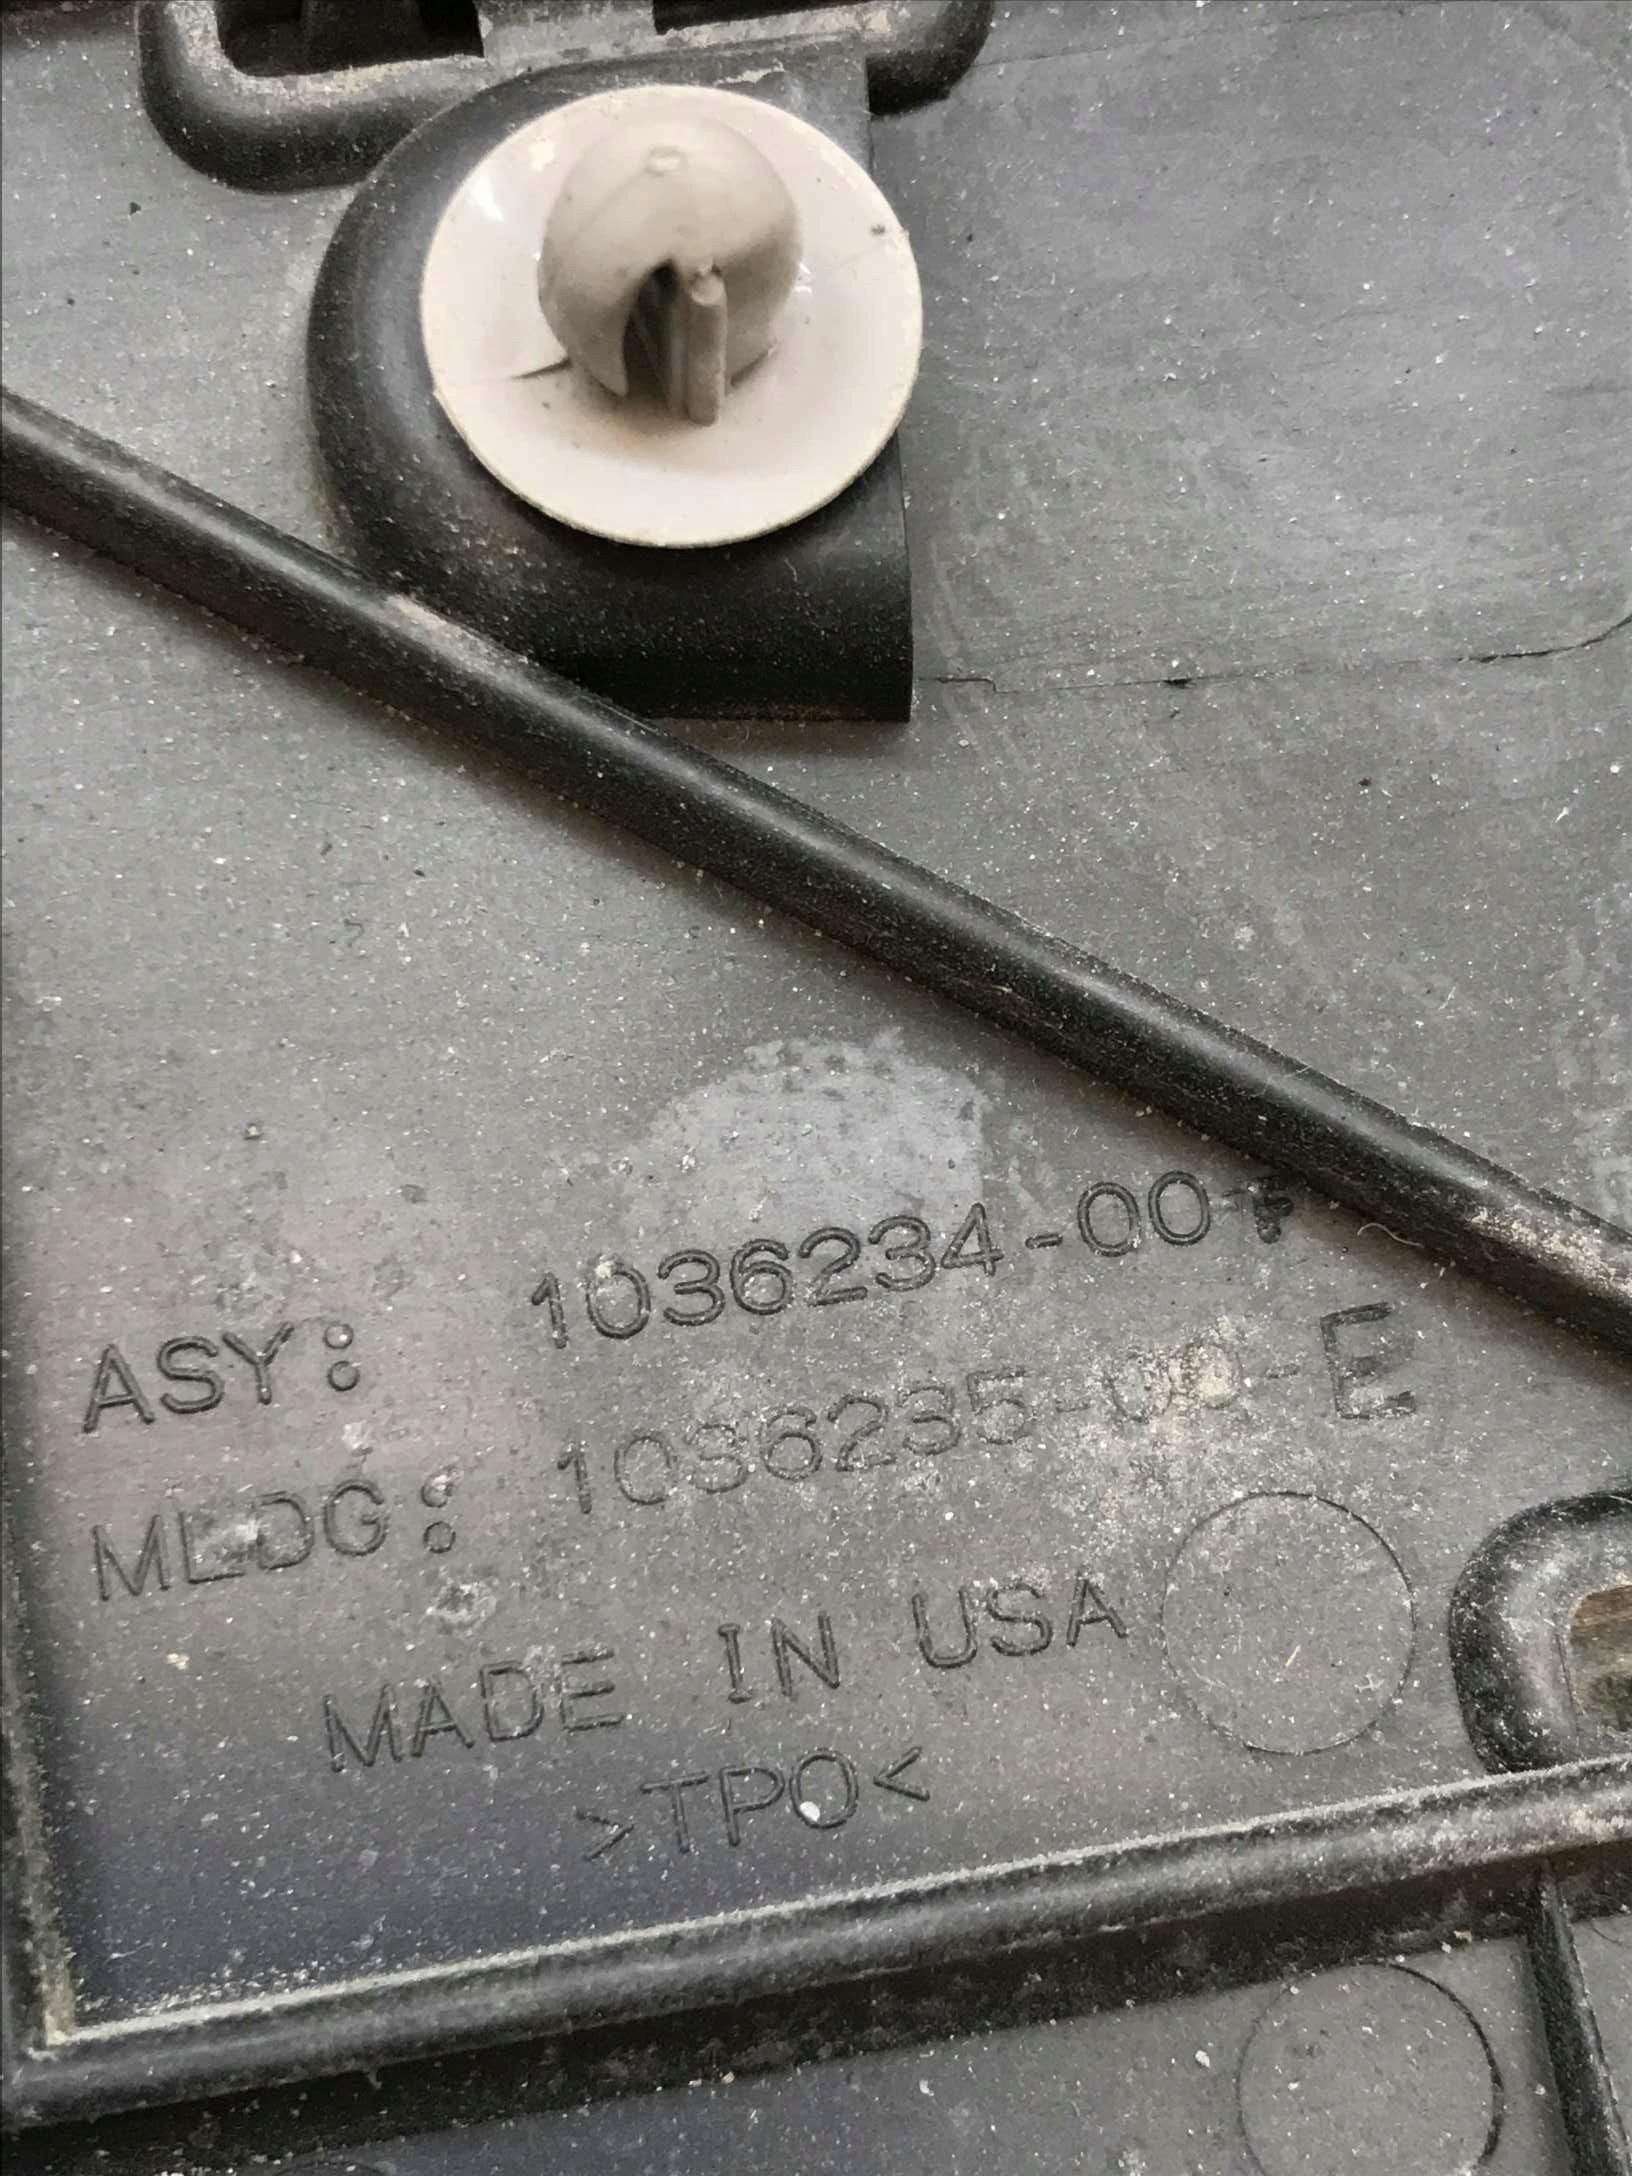 ASY: 1036234-00-F
MLDG: 1036235-00-E
MADE IN USA
>TPO<